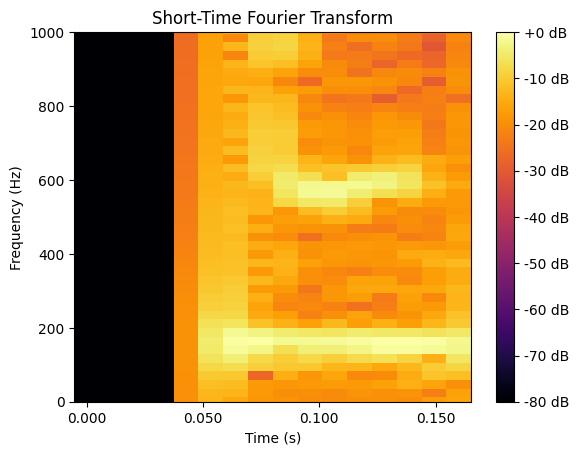 Short-Time Fourier Transform
Frequency (Hz)
1000
800
600
400
200
0
0.000
0.050
0.100
0.150
Time (s)
+0 dB
-10 dB
-20 dB
-30 dB
-40 dB
-50 dB
-60 dB
-70 dB
-80 dB